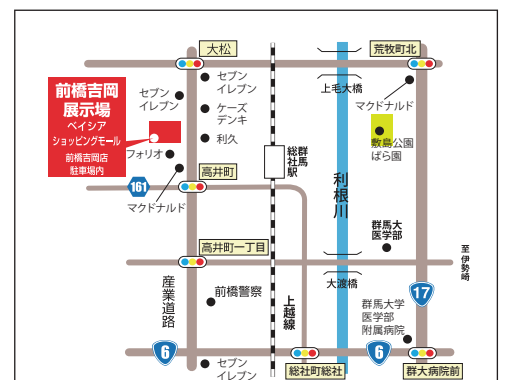 大松
荒牧町北
セブン
イレブン
上毛大橋
前橋吉岡
展示場
ベイシア
ショッピングモール
前橋吉岡店
駐車場内
セブン
イレブン
ケーズ
デンキ
マクドナルド
利久
敷島公園
ばら園
フォリオ
群馬
総社駅
高井町
161
マクドナルド
利根川
群馬大
医学部
高井町一丁目
至伊勢崎
大渡橋
産業道路
前橋警察
上越線
17
群馬大学
医学部
附属病院
6
6
総社町総社
群大病院前
セブン
イレブン